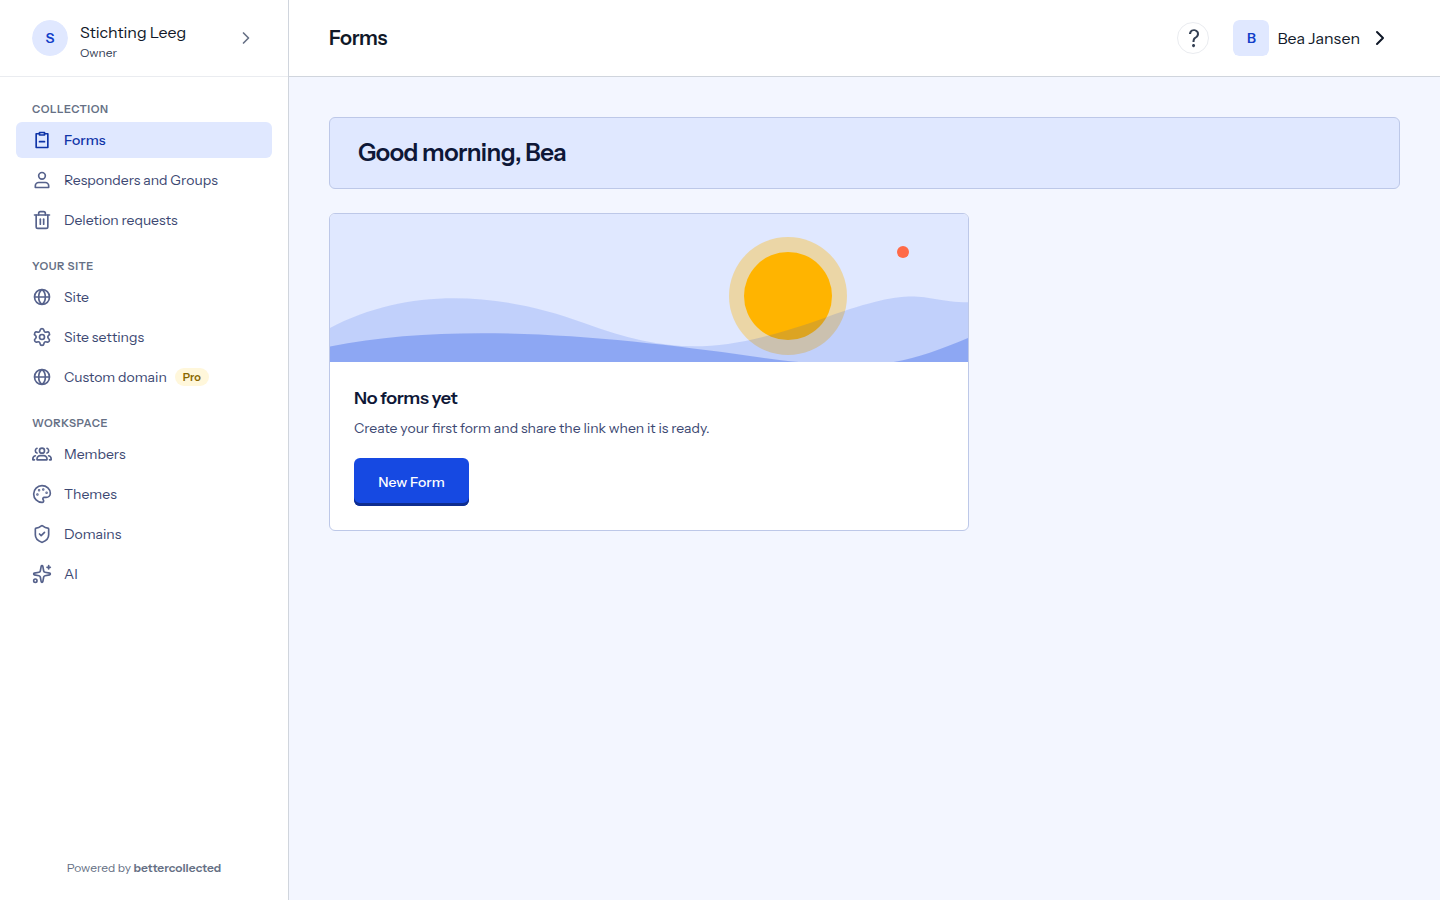 S
Stichting Leeg
Owner
Forms
?
B
Bea Jansen
COLLECTION
Forms
Responders and Groups
Deletion requests
YOUR SITE
Site
Site settings
Custom domain Pro
WORKSPACE
Members
Themes
Domains
AI
Powered by bettercollected
Good morning, Bea
No forms yet
Create your first form and share the link when it is ready.
New Form